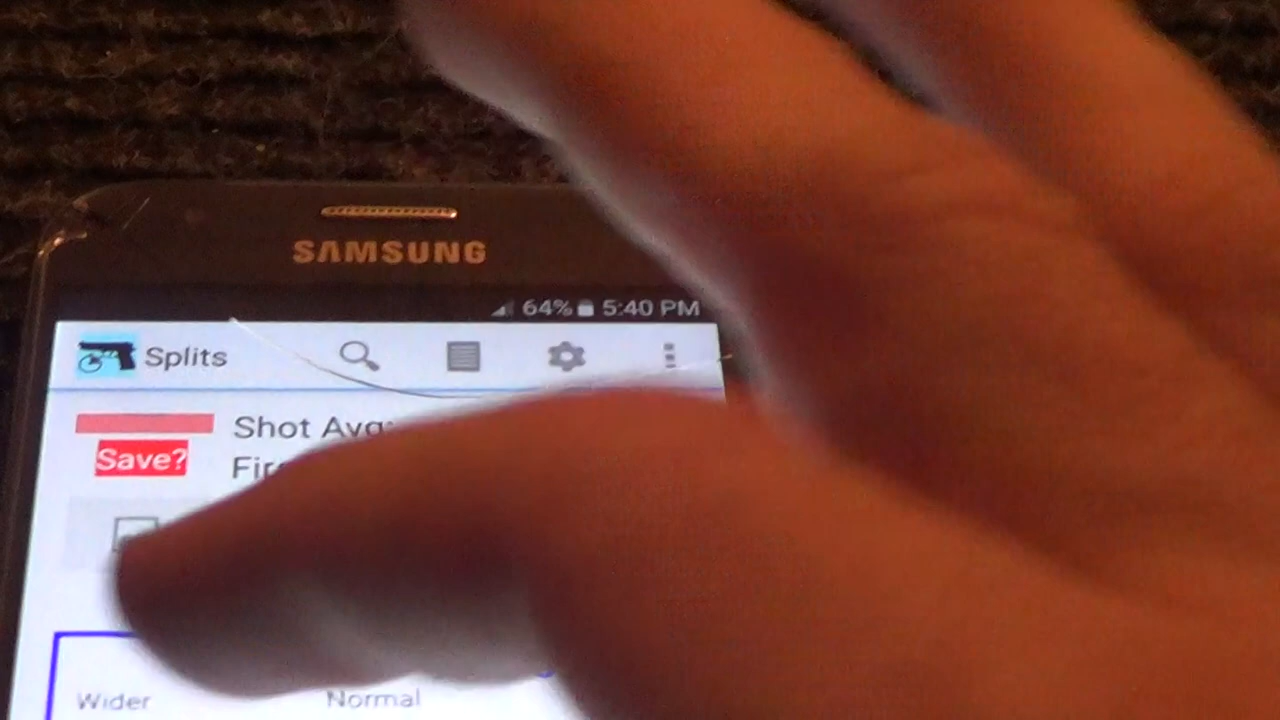 SAMSUNG
64% 5:40 PM
Splits
Shot Avg:
Save?
Wider Normal